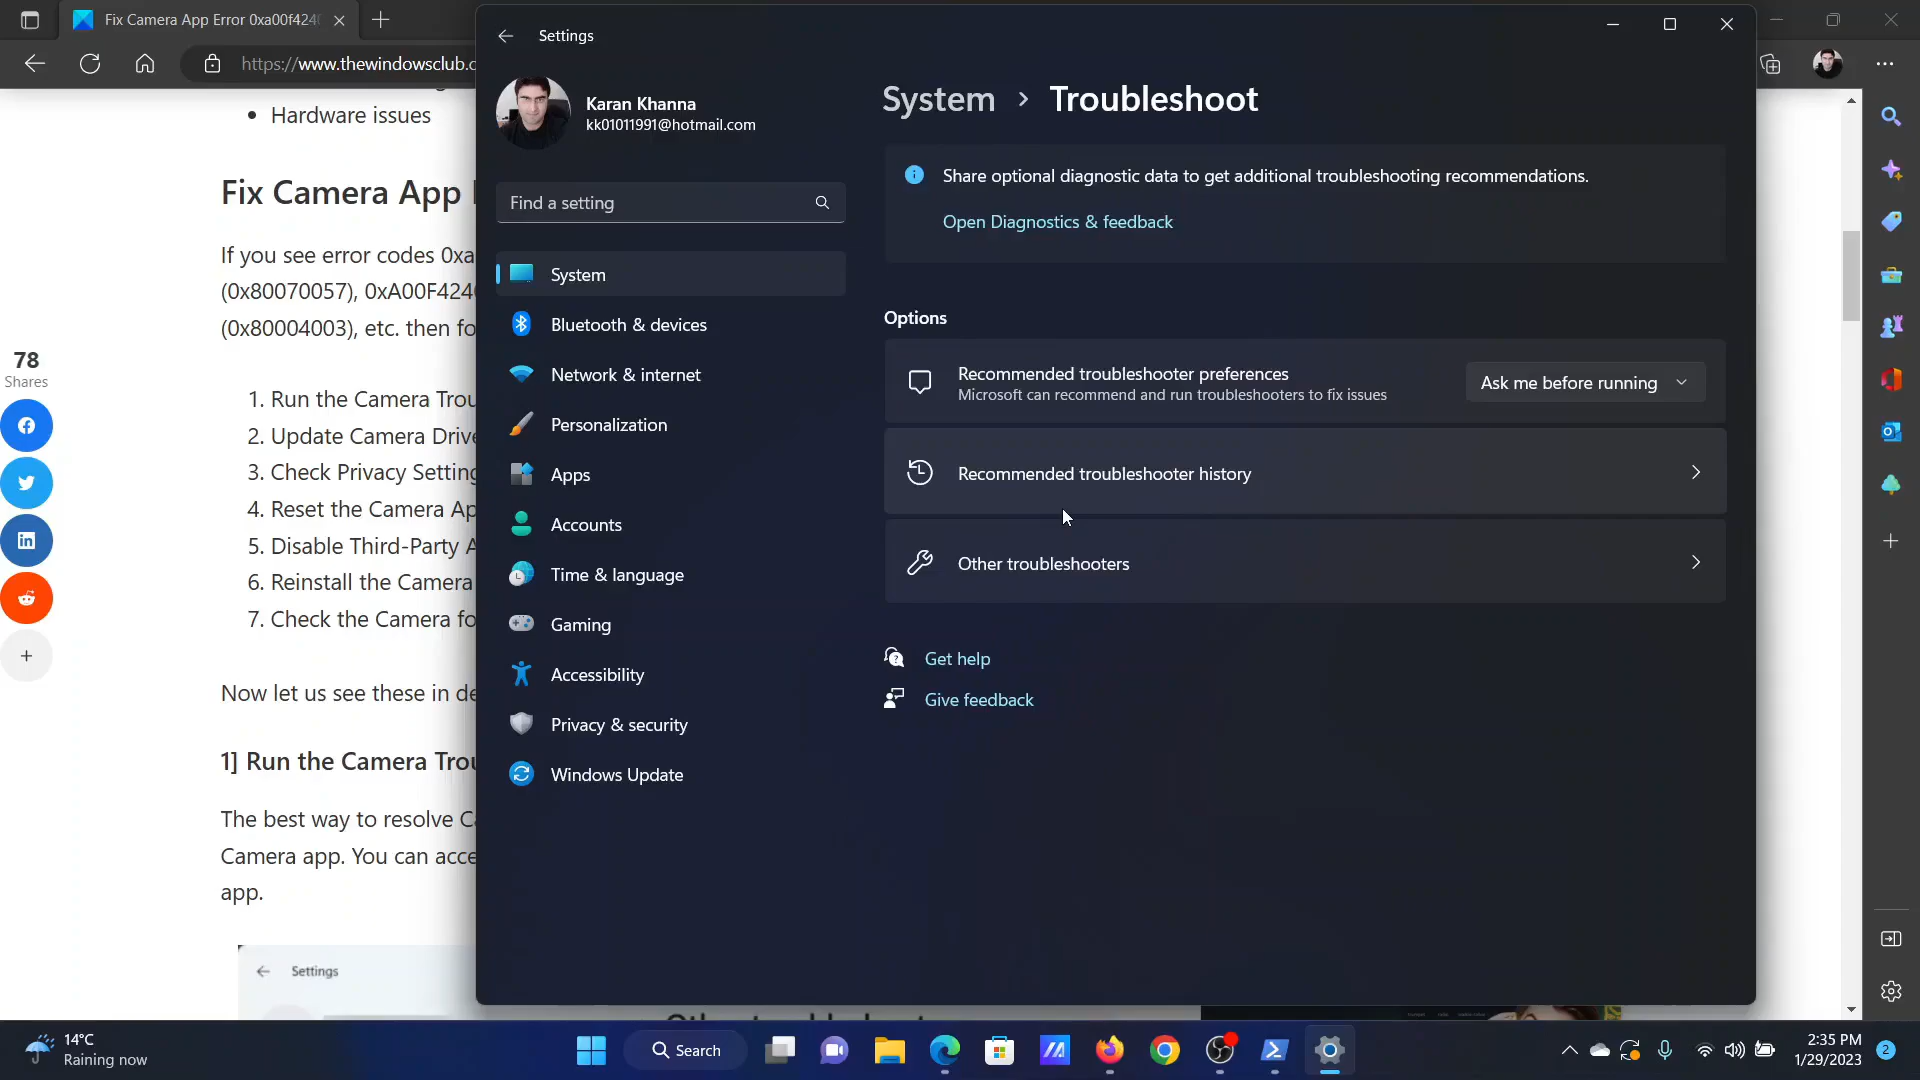 Fix Camera App Error 0xa00f424
https://www.thewindowsclub.c
Hardware issues
Fix Camera App
If you see error codes 0xa
(0x80070057), 0xA00F424
(0x80004003), etc. then fo
78
Shares
1. Run the Camera Trou
2. Update Camera Drive
3. Check Privacy Setting
4. Reset the Camera Ap
5. Disable Third-Party A
6. Reinstall the Camera
7. Check the Camera fo
Now let us see these in de
1] Run the Camera Trou
The best way to resolve Ca
Camera app. You can acce
app.
Settings
Settings
Karan Khanna
kk01011991@hotmail.com
Find a setting
System
Bluetooth & devices
Network & internet
Personalization
Apps
Accounts
Time & language
Gaming
Accessibility
Privacy & security
Windows Update
System > Troubleshoot
Share optional diagnostic data to get additional troubleshooting recommendations.
Open Diagnostics & feedback
Options
Recommended troubleshooter preferences
Microsoft can recommend and run troubleshooters to fix issues
Ask me before running
Recommended troubleshooter history
Other troubleshooters
Get help
Give feedback
14°C
Raining now
Search
2:35 PM
1/29/2023
2